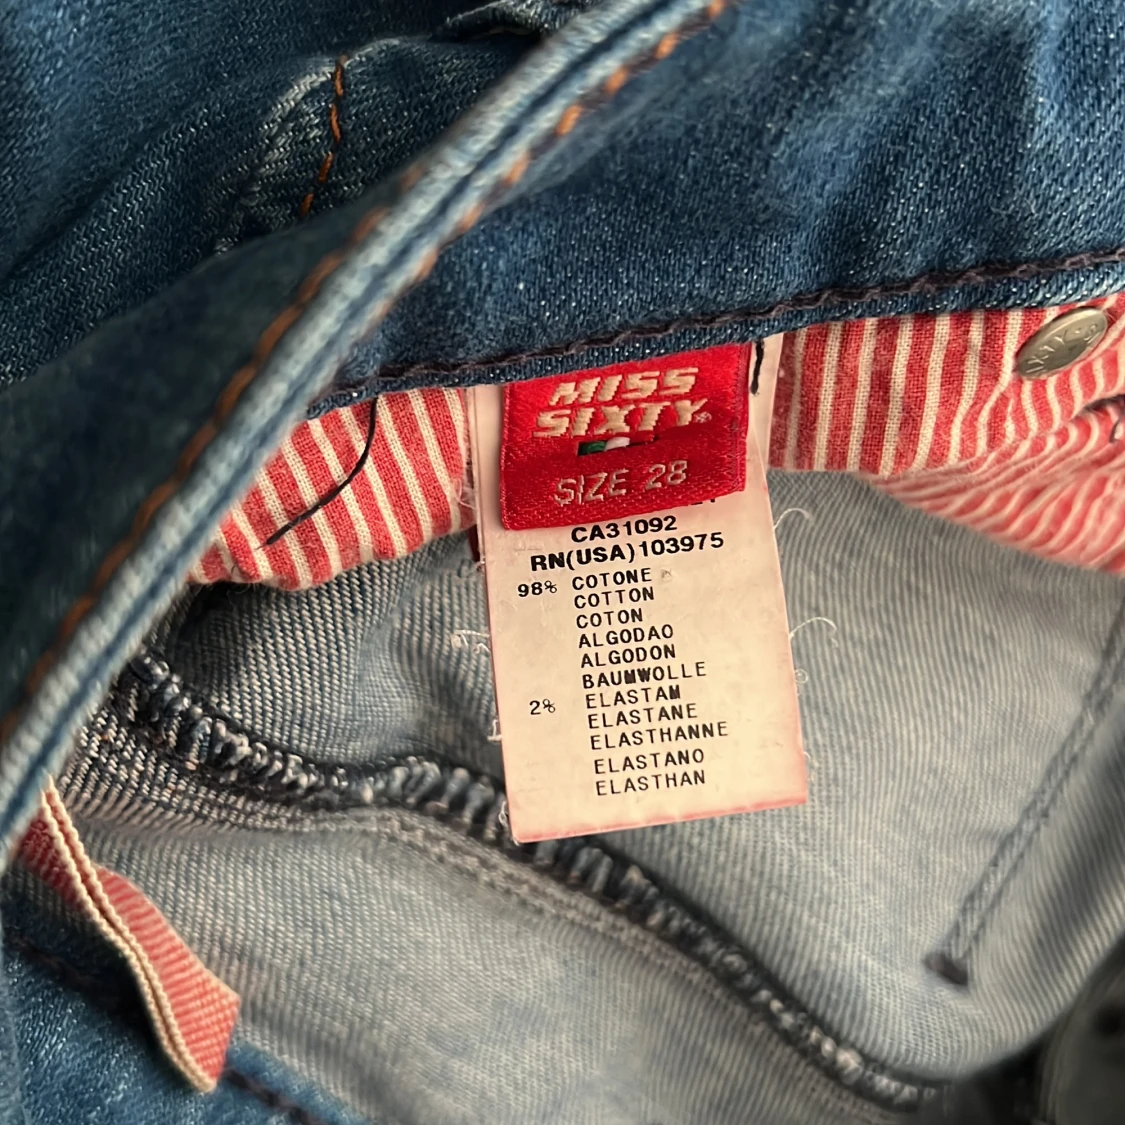 MISS
SIXTY®
SIZE 28
CA31092
RN(USA)103975
98% COTONE
COTTON
COTON
ALGODAO
ALGODON
BAUMWOLLE
2% ELASTAM
ELASTANE
ELASTHANNE
ELASTANO
ELASTHAN